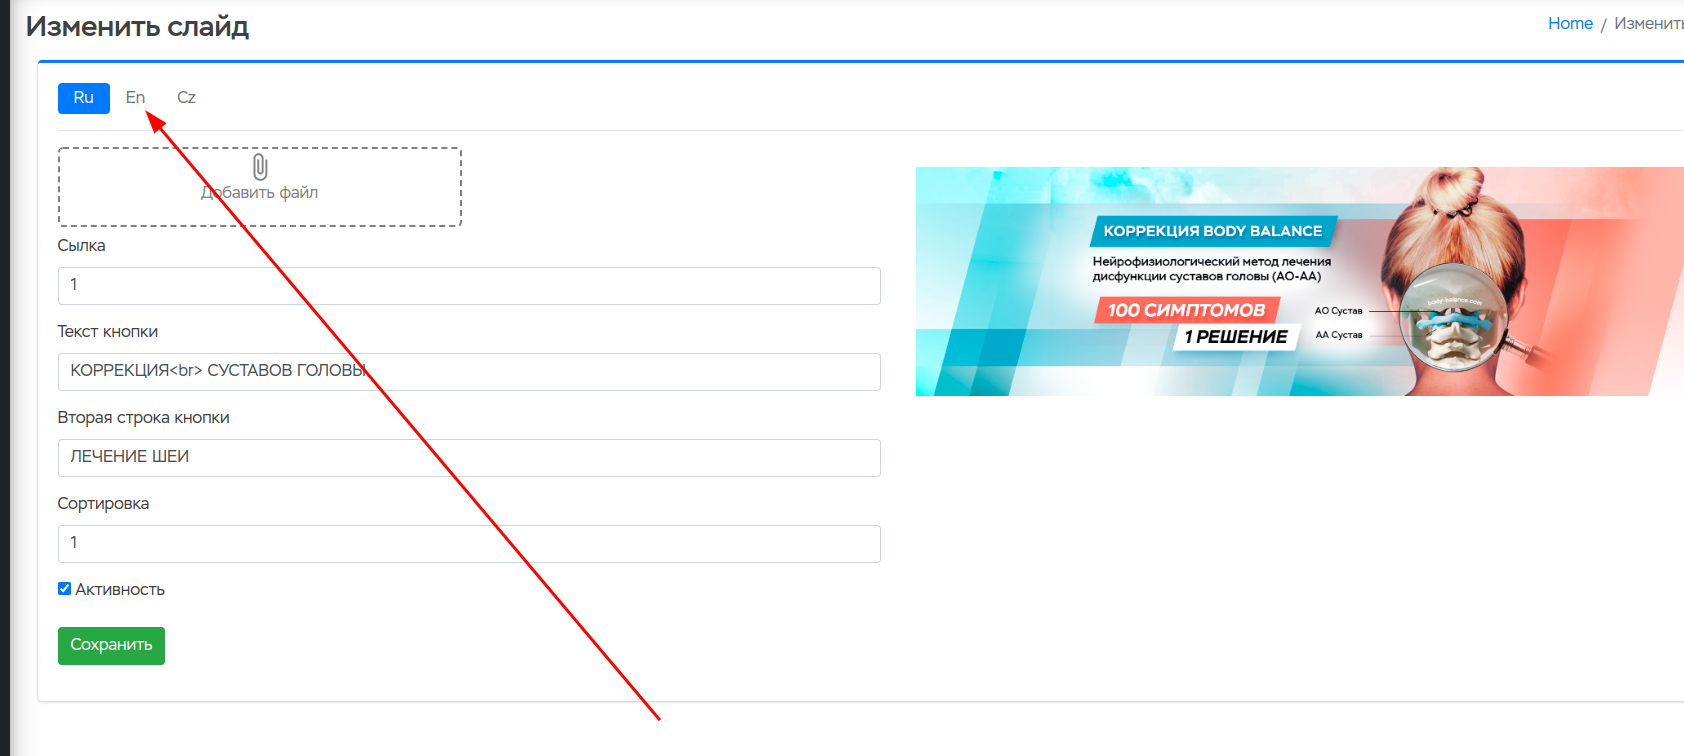 Изменить слайд
Home / Изменить
Ru En Cz
Добавить файл
Сылка
1
Текст кнопки
КОРРЕКЦИЯ<br> СУСТАВОВ ГОЛОВЫ
Вторая строка кнопки
ЛЕЧЕНИЕ ШЕИ
Сортировка
1
Активность
Сохранить
КОРРЕКЦИЯ BODY BALANCE
Нейрофизиологический метод лечения
дисфункции суставов головы (АО-АА)
100 СИМПТОМОВ
1 РЕШЕНИЕ
АО Сустав
АА Сустав
body-balance.com